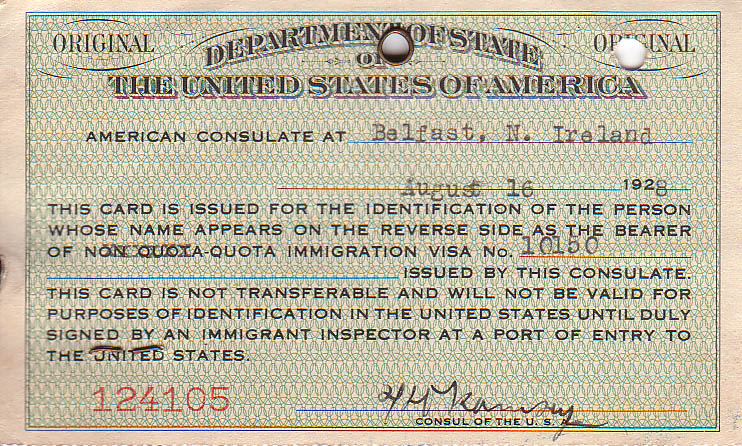 ORIGINAL DEPARTMENT OF STATE ORIGINAL
OF
THE UNITED STATES OF AMERICA
AMERICAN CONSULATE AT Belfast, N. Ireland
August 16 1928
THIS CARD IS ISSUED FOR THE IDENTIFICATION OF THE PERSON
WHOSE NAME APPEARS ON THE REVERSE SIDE AS THE BEARER
OF NON QUOTA-QUOTA IMMIGRATION VISA NO. 10150
ISSUED BY THIS CONSULATE.
THIS CARD IS NOT TRANSFERABLE AND WILL NOT BE VALID FOR
PURPOSES OF IDENTIFICATION IN THE UNITED STATES UNTIL DULY
SIGNED BY AN IMMIGRANT INSPECTOR AT A PORT OF ENTRY TO
THE UNITED STATES.
124105
CONSUL OF THE U. S. A.